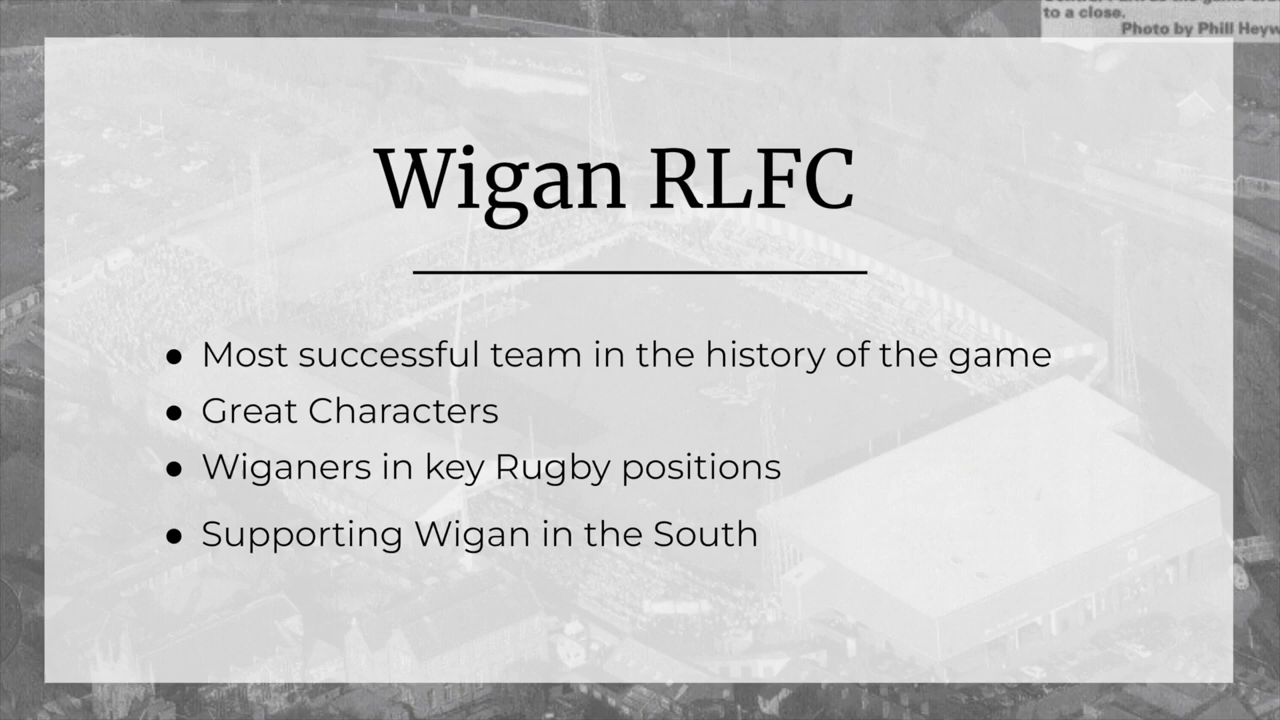 to a close.
Photo by Phill
Wigan RLFC
● Most successful team in the history of the game
● Great Characters
● Wiganers in key Rugby positions
● Supporting Wigan in the South